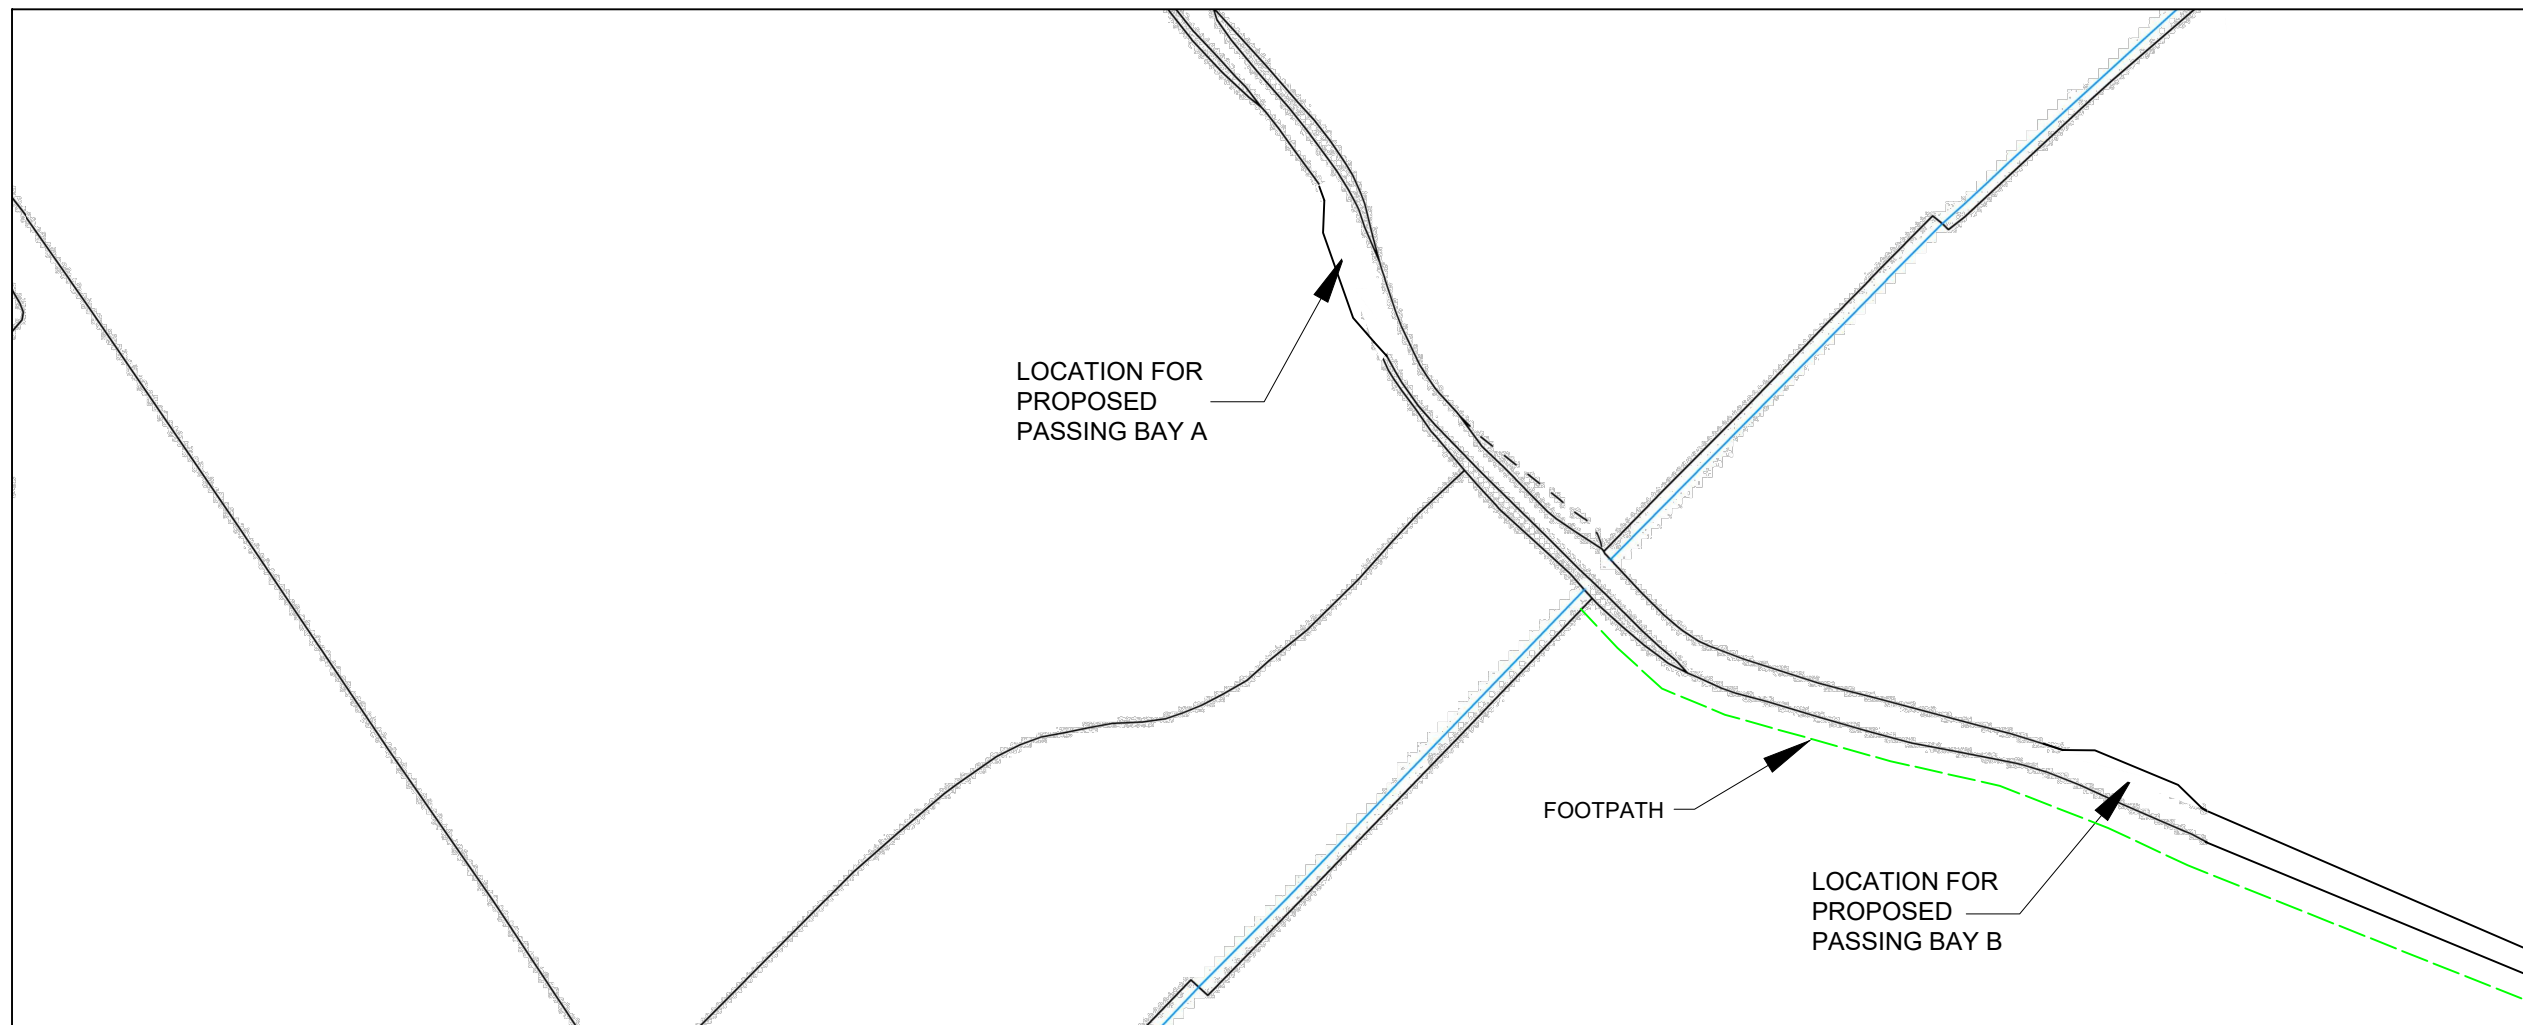 LOCATION FOR
PROPOSED
PASSING BAY A
FOOTPATH
LOCATION FOR
PROPOSED
PASSING BAY B